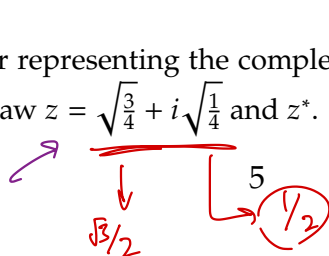 r representing the comple
aw z = √(3/4) + i√(1/4) and z*.
5
√3/2
1/2